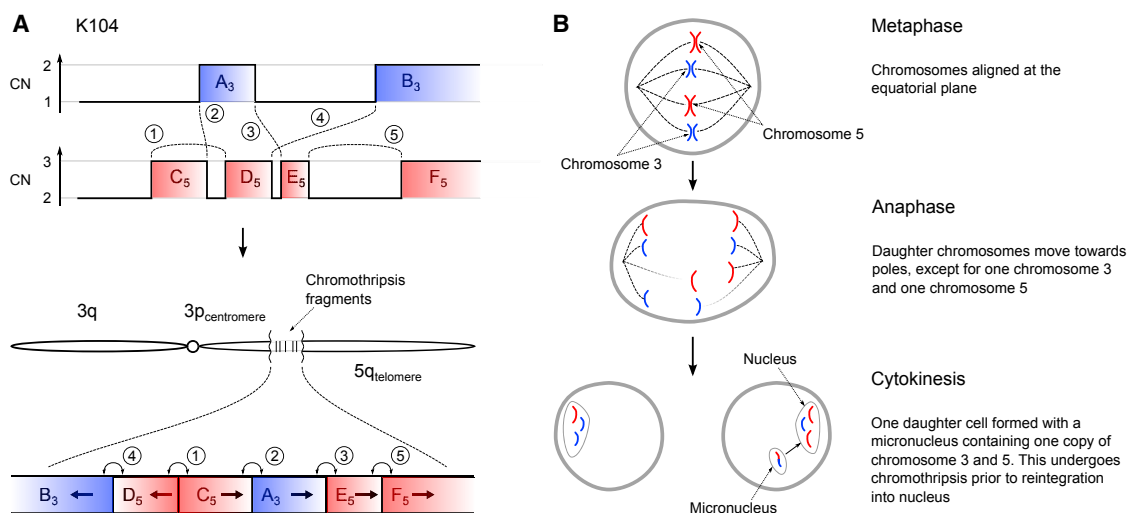 A
K104
CN
2
1
A3
B3
②
③
④
①
⑤
CN
3
2
C5
D5
E5
F5
Chromothripsis
fragments
3q
3pcentromere
5qtelomere
④
①
②
③
⑤
B3
D5
C5
A3
E5
F5
B
Metaphase
Chromosomes aligned at the
equatorial plane
Chromosome 5
Chromosome 3
Anaphase
Daughter chromosomes move towards
poles, except for one chromosome 3
and one chromosome 5
Nucleus
Cytokinesis
One daughter cell formed with a
micronucleus containing one copy of
chromosome 3 and 5. This undergoes
chromothripsis prior to reintegration
into nucleus
Micronucleus